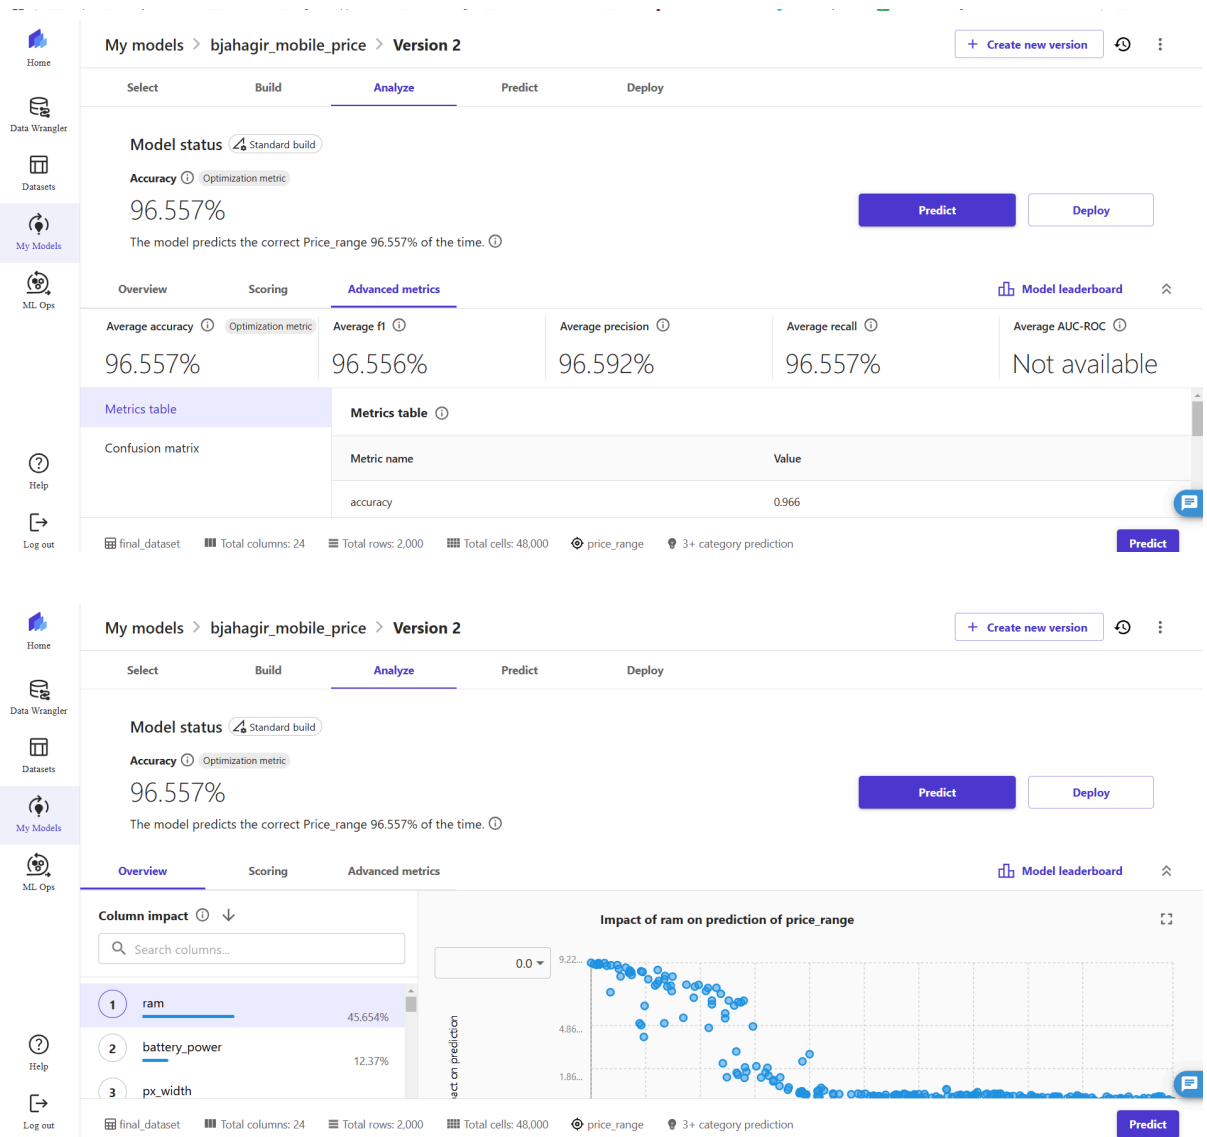 My models > bjahagir_mobile_price > Version 2
+ Create new version
Home
Data Wrangler
Datasets
My Models
ML Ops
Help
Log out
Select Build Analyze Predict Deploy
Model status Standard build
Accuracy Optimization metric
96.557%
The model predicts the correct Price_range 96.557% of the time.
Predict Deploy
Overview Scoring Advanced metrics Model leaderboard
Average accuracy Optimization metric Average f1 Average precision Average recall Average AUC-ROC
96.557% 96.556% 96.592% 96.557% Not available
Metrics table
Confusion matrix
Metrics table
Metric name Value
accuracy 0.966
final_dataset Total columns: 24 Total rows: 2,000 Total cells: 48,000 price_range 3+ category prediction Predict
My models > bjahagir_mobile_price > Version 2
+ Create new version
Home
Data Wrangler
Datasets
My Models
ML Ops
Help
Log out
Select Build Analyze Predict Deploy
Model status Standard build
Accuracy Optimization metric
96.557%
The model predicts the correct Price_range 96.557% of the time.
Predict Deploy
Overview Scoring Advanced metrics Model leaderboard
Column impact
Search columns...
1 ram 45.654%
2 battery_power 12.37%
3 px_width
Impact of ram on prediction of price_range
0.0
9.22...
4.86...
1.86...
act on prediction
final_dataset Total columns: 24 Total rows: 2,000 Total cells: 48,000 price_range 3+ category prediction Predict